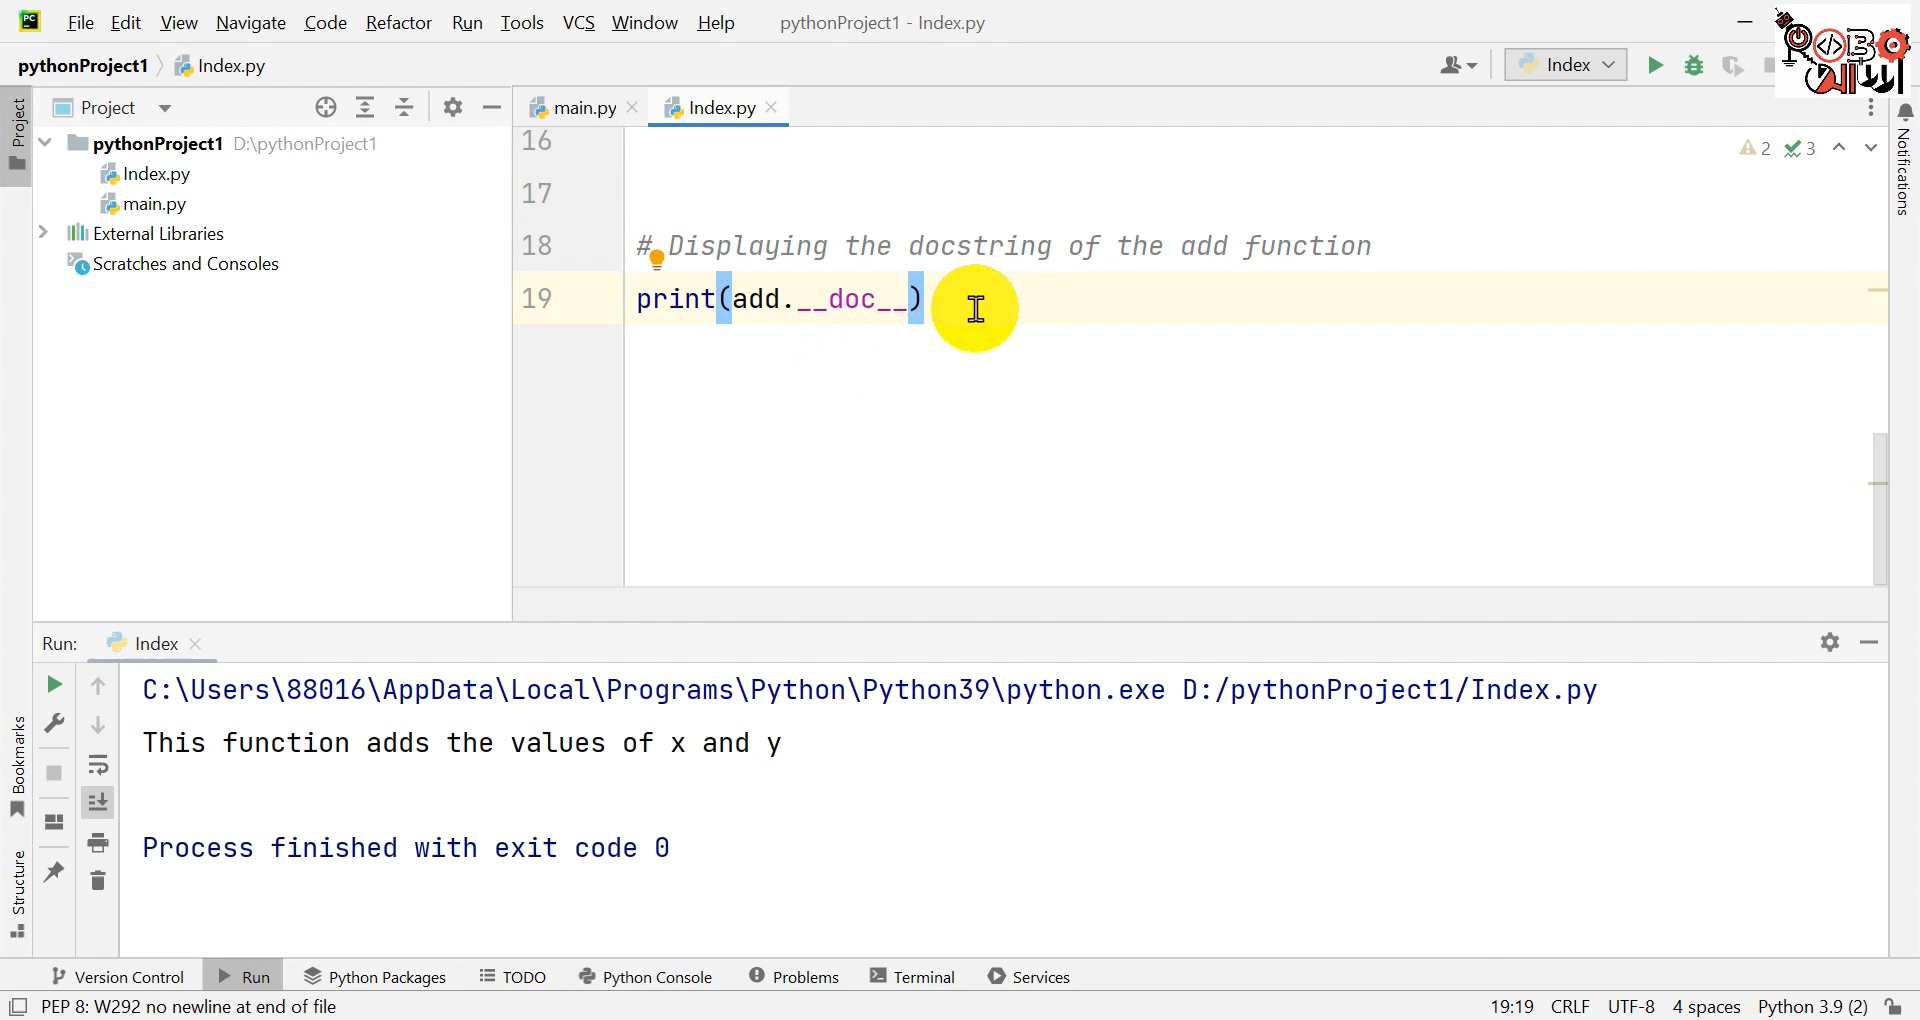 File Edit View Navigate Code Refactor Run Tools VCS Window Help pythonProject1 - Index.py
pythonProject1 Index.py Index
Project
main.py Index.py
pythonProject1 D:\pythonProject1
Index.py
main.py
External Libraries
Scratches and Consoles
Project
Notifications
2 3
16
17
18 # Displaying the docstring of the add function
19 print(add.__doc__)
Run: Index
C:\Users\88016\AppData\Local\Programs\Python\Python39\python.exe D:/pythonProject1/Index.py
This function adds the values of x and y
Process finished with exit code 0
Bookmarks
Structure
Version Control Run Python Packages TODO Python Console Problems Terminal Services
PEP 8: W292 no newline at end of file 19:19 CRLF UTF-8 4 spaces Python 3.9 (2)